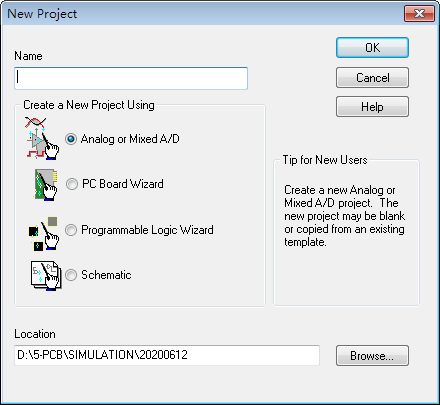 New Project
Name
OK
Cancel
Help
Create a New Project Using
Analog or Mixed A/D
PC Board Wizard
Programmable Logic Wizard
Schematic
Tip for New Users
Create a new Analog or
Mixed A/D project. The
new project may be blank
or copied from an existing
template.
Location
D:\5-PCB\SIMULATION\20200612
Browse...